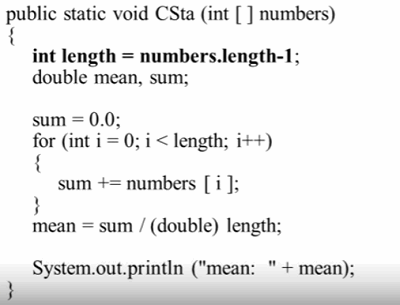 public static void CSta (int [ ] numbers)
{
int length = numbers.length-1;
double mean, sum;
sum = 0.0;
for (int i = 0; i < length; i++)
{
sum += numbers [ i ];
}
mean = sum / (double) length;
System.out.println ("mean:  " + mean);
}